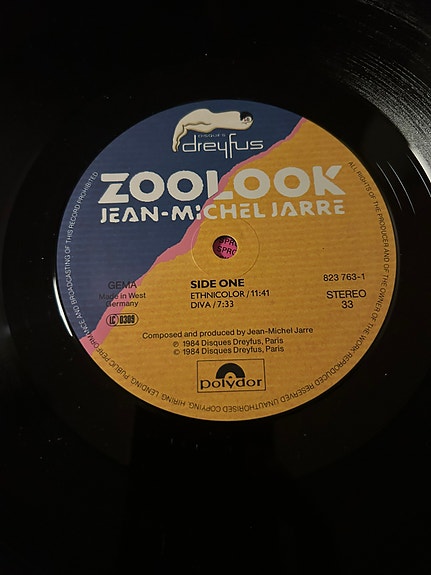 DISQUES
dreyfus
ZOOLOOK
JEAN-MICHEL JARRE
GEMA
Made in West
Germany
LC 0309
SIDE ONE
ETHNICOLOR / 11:41
DIVA / 7:33
823 763-1
STEREO
33
Composed and produced by Jean-Michel Jarre
℗ 1984 Disques Dreyfus, Paris
© 1984 Disques Dreyfus, Paris
polydor
ALL RIGHTS OF THE PRODUCER AND OF THE OWNER OF THE WORK REPRODUCED RESERVED UNAUTHORISED COPYING, HIRING, LENDING, PUBLIC PERFORMANCE AND BROADCASTING OF THIS RECORD PROHIBITED